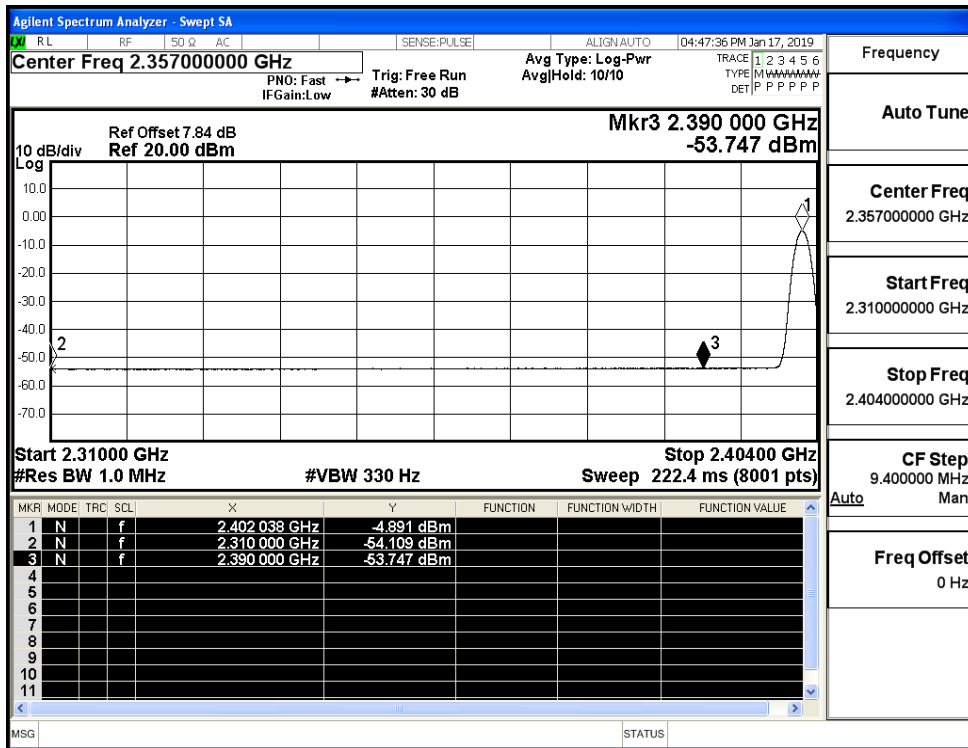 Agilent Spectrum Analyzer - Swept SA
LXI RL RF 50 Ω AC SENSE:PULSE ALIGN AUTO 04:47:36 PM Jan 17, 2019
Center Freq 2.357000000 GHz
PNO: Fast
IFGain:Low
Trig: Free Run
#Atten: 30 dB
Avg Type: Log-Pwr
Avg|Hold: 10/10
TRACE 1 2 3 4 5 6
TYPE M W W W W W
DET P P P P P P
Ref Offset 7.84 dB
10 dB/div Ref 20.00 dBm
Log
Mkr3 2.390 000 GHz
-53.747 dBm
10.0
0.00
-10.0
-20.0
-30.0
-40.0
-50.0
-60.0
-70.0
1
2
3
Start 2.31000 GHz Stop 2.40400 GHz
#Res BW 1.0 MHz #VBW 330 Hz Sweep 222.4 ms (8001 pts)
MKR MODE TRC SCL X Y FUNCTION FUNCTION WIDTH FUNCTION VALUE
1 N f 2.402 038 GHz -4.891 dBm
2 N f 2.310 000 GHz -54.109 dBm
3 N f 2.390 000 GHz -53.747 dBm
4
5
6
7
8
9
10
11
MSG STATUS
Frequency
Auto Tune
Center Freq
2.357000000 GHz
Start Freq
2.310000000 GHz
Stop Freq
2.404000000 GHz
CF Step
9.400000 MHz
Auto Man
Freq Offset
0 Hz